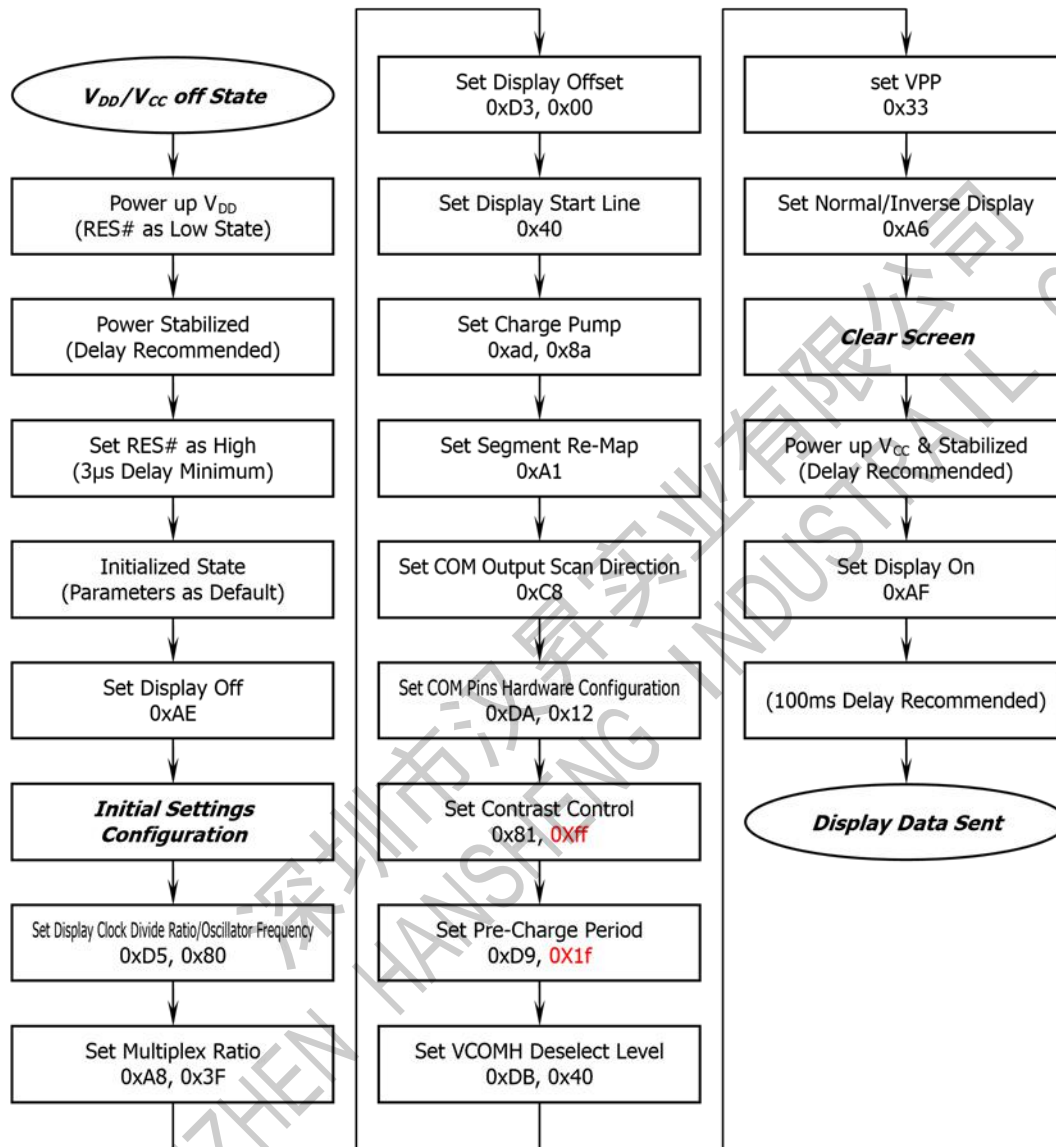 V_DD/V_CC off State
Power up V_DD
(RES# as Low State)
Power Stabilized
(Delay Recommended)
Set RES# as High
(3μs Delay Minimum)
Initialized State
(Parameters as Default)
Set Display Off
0xAE
Initial Settings
Configuration
Set Display Clock Divide Ratio/Oscillator Frequency
0xD5, 0x80
Set Multiplex Ratio
0xA8, 0x3F
Set Display Offset
0xD3, 0x00
Set Display Start Line
0x40
Set Charge Pump
0xad, 0x8a
Set Segment Re-Map
0xA1
Set COM Output Scan Direction
0xC8
Set COM Pins Hardware Configuration
0xDA, 0x12
Set Contrast Control
0x81, 0Xff
Set Pre-Charge Period
0xD9, 0X1f
Set VCOMH Deselect Level
0xDB, 0x40
set VPP
0x33
Set Normal/Inverse Display
0xA6
Clear Screen
Power up V_CC & Stabilized
(Delay Recommended)
Set Display On
0xAF
(100ms Delay Recommended)
Display Data Sent
深圳市汉昇实业有限公司
ZHEN HANSHENG INDUSTRAIL